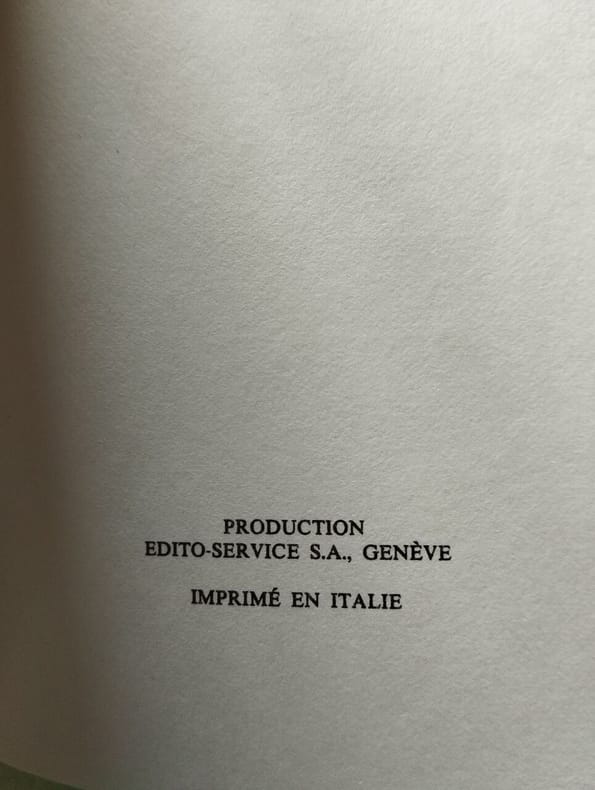 PRODUCTION
EDITO-SERVICE S.A., GENÈVE
IMPRIMÉ EN ITALIE